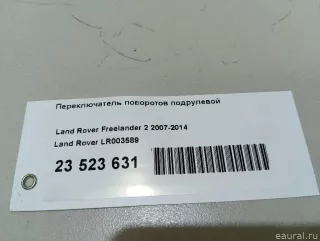 Переключатель поворотов подрулевой
Land Rover Freelander 2 2007-2014
Land Rover LR003589
23 523 631
eaural.ru